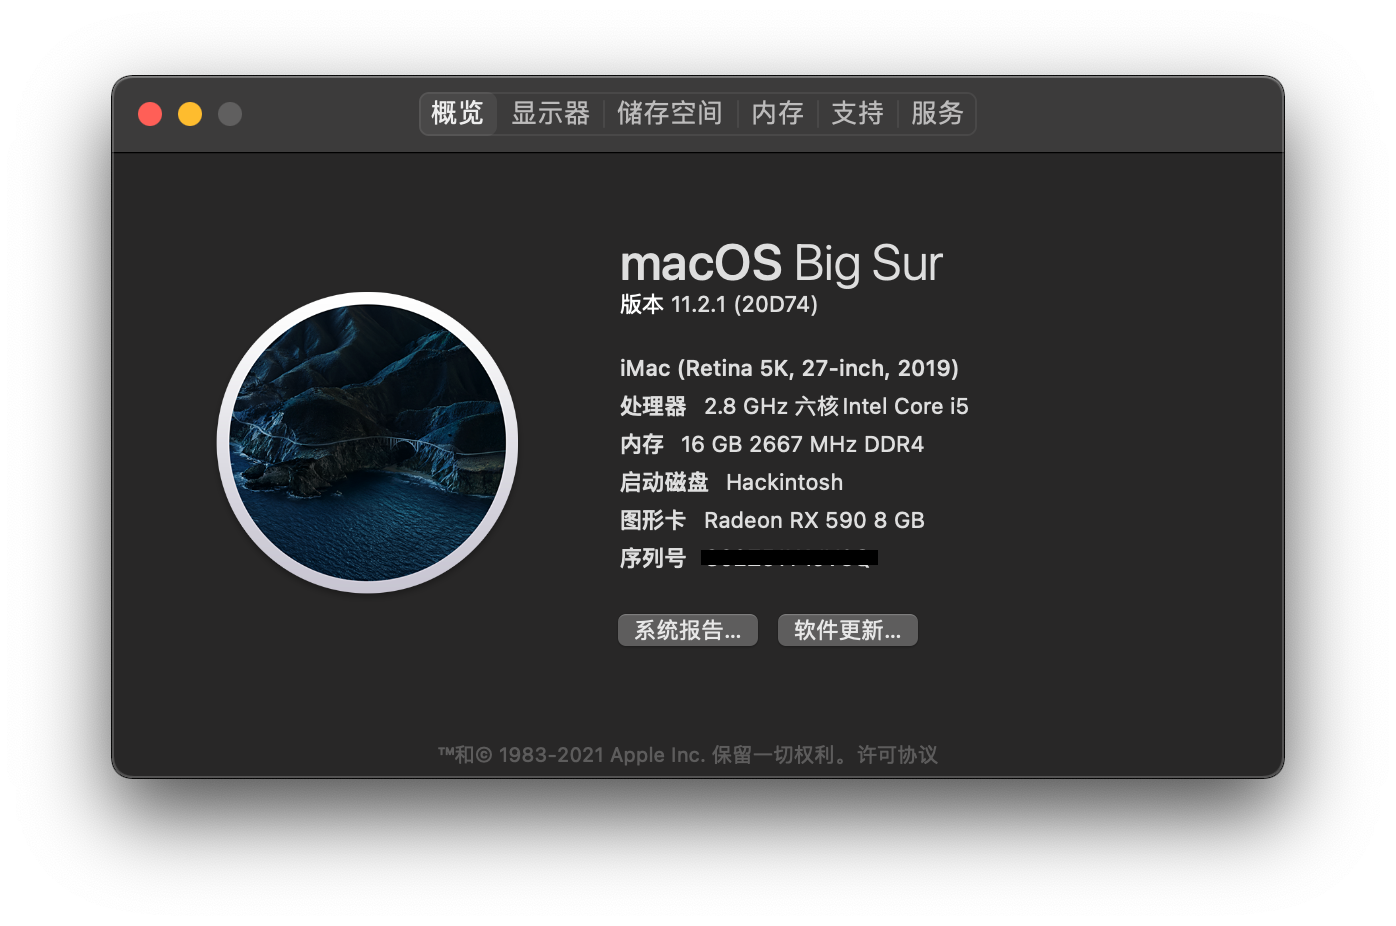 概览 显示器 储存空间 内存 支持 服务
macOS Big Sur
版本 11.2.1 (20D74)
iMac (Retina 5K, 27-inch, 2019)
处理器 2.8 GHz 六核Intel Core i5
内存 16 GB 2667 MHz DDR4
启动磁盘 Hackintosh
图形卡 Radeon RX 590 8 GB
序列号
系统报告... 软件更新...
™和© 1983-2021 Apple Inc. 保留一切权利。许可协议